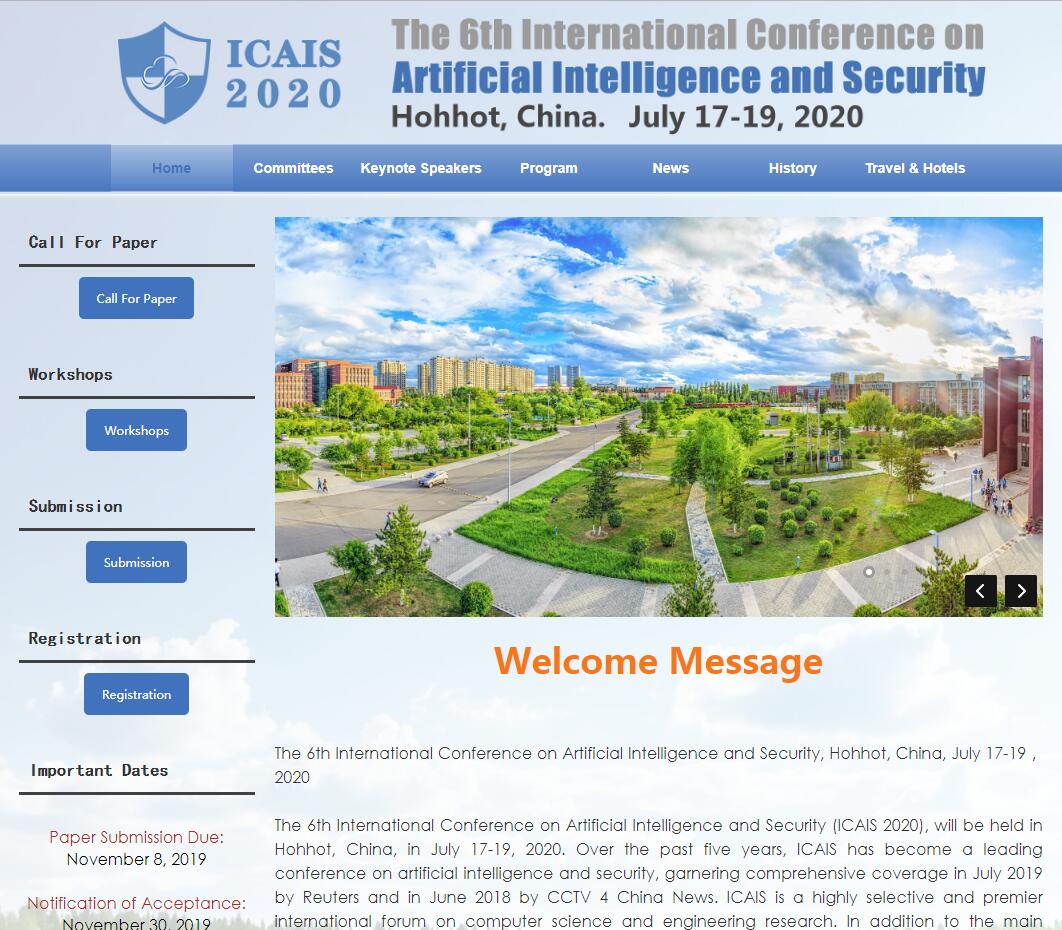 ICAIS
2020
The 6th International Conference on
Artificial Intelligence and Security
Hohhot, China. July 17-19, 2020
Home Committees Keynote Speakers Program News History Travel & Hotels
Call For Paper
Call For Paper
Workshops
Workshops
Submission
Submission
Registration
Registration
Important Dates
Paper Submission Due:
November 8, 2019
Notification of Acceptance:
November 30, 2019
Welcome Message
The 6th International Conference on Artificial Intelligence and Security, Hohhot, China, July 17-19 ,
2020
The 6th International Conference on Artificial Intelligence and Security (ICAIS 2020), will be held in
Hohhot, China, in July 17-19, 2020. Over the past five years, ICAIS has become a leading
conference on artificial intelligence and security, garnering comprehensive coverage in July 2019
by Reuters and in June 2018 by CCTV 4 China News. ICAIS is a highly selective and premier
international forum on computer science and engineering research. In addition to the main